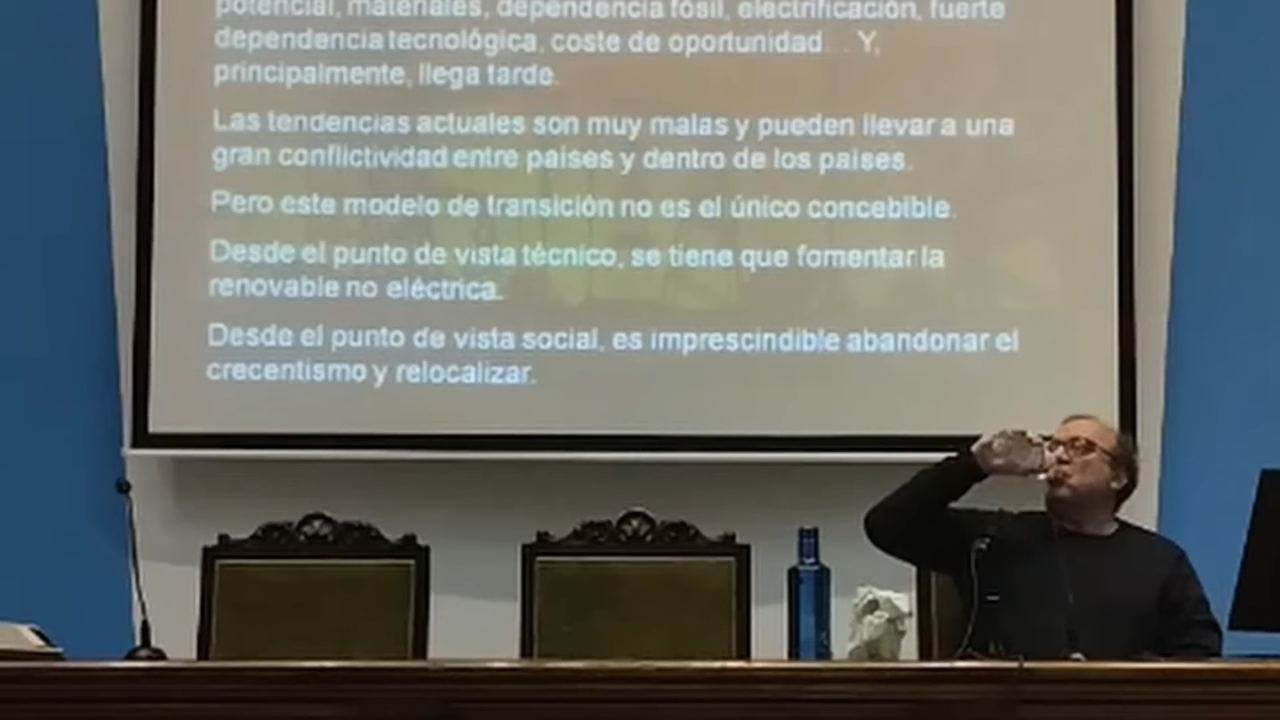 potencial, materiales, dependencia fósil, electrificación, fuerte
dependencia tecnológica, coste de oportunidad... Y,
principalmente, llega tarde.
Las tendencias actuales son muy malas y pueden llevar a una
gran conflictividad entre países y dentro de los países.
Pero este modelo de transición no es el único concebible.
Desde el punto de vista técnico, se tiene que fomentar la
renovable no eléctrica.
Desde el punto de vista social, es imprescindible abandonar el
crecentismo y relocalizar.